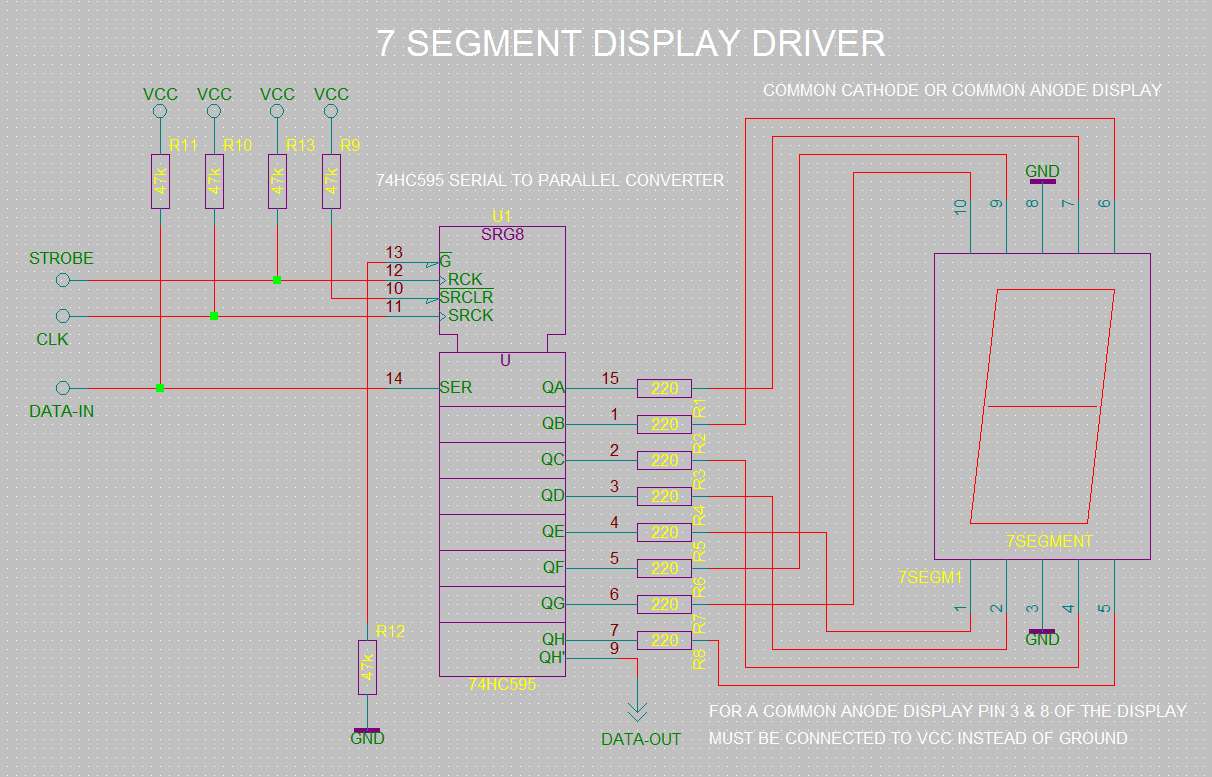 7 SEGMENT DISPLAY DRIVER
COMMON CATHODE OR COMMON ANODE DISPLAY
VCC VCC VCC VCC
R11 R10 R13 R9
47k 47k 47k 47k
74HC595 SERIAL TO PARALLEL CONVERTER
GND
10 9 8 7 6
U1
SRG8
STROBE
13 G
12 RCK
10 SRCLR
11 SRCK
CLK
U
14 SER QA 15 220 R1
DATA-IN
QB 1 220 R2
QC 2 220 R3
QD 3 220 R4
QE 4 220 R5
7SEGMENT
QF 5 220 R6
7SEGM1
QG 6 220 R7
1 2 3 4 5
GND
R12
47k
QH 7 220 R8
QH' 9
74HC595
GND
DATA-OUT
FOR A COMMON ANODE DISPLAY PIN 3 & 8 OF THE DISPLAY
MUST BE CONNECTED TO VCC INSTEAD OF GROUND